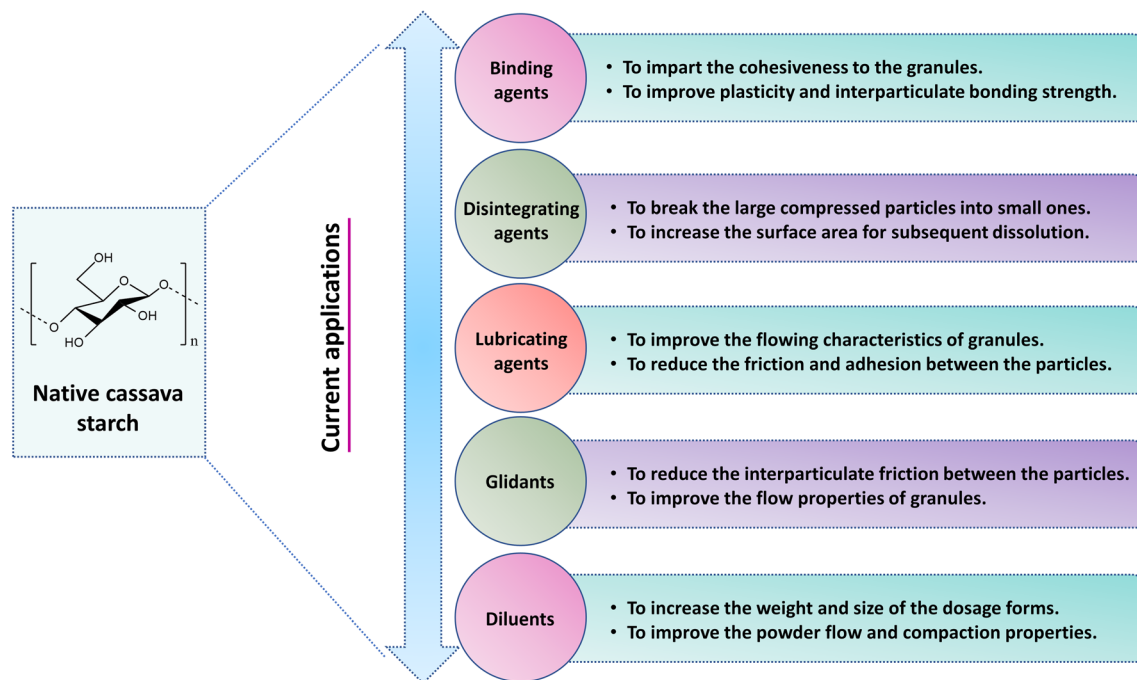 Native cassava
starch
OH
O
O
O
OH
HO
n
Current applications
Binding
agents
• To impart the cohesiveness to the granules.
• To improve plasticity and interparticulate bonding strength.
Disintegrating
agents
• To break the large compressed particles into small ones.
• To increase the surface area for subsequent dissolution.
Lubricating
agents
• To improve the flowing characteristics of granules.
• To reduce the friction and adhesion between the particles.
Glidants
• To reduce the interparticulate friction between the particles.
• To improve the flow properties of granules.
Diluents
• To increase the weight and size of the dosage forms.
• To improve the powder flow and compaction properties.